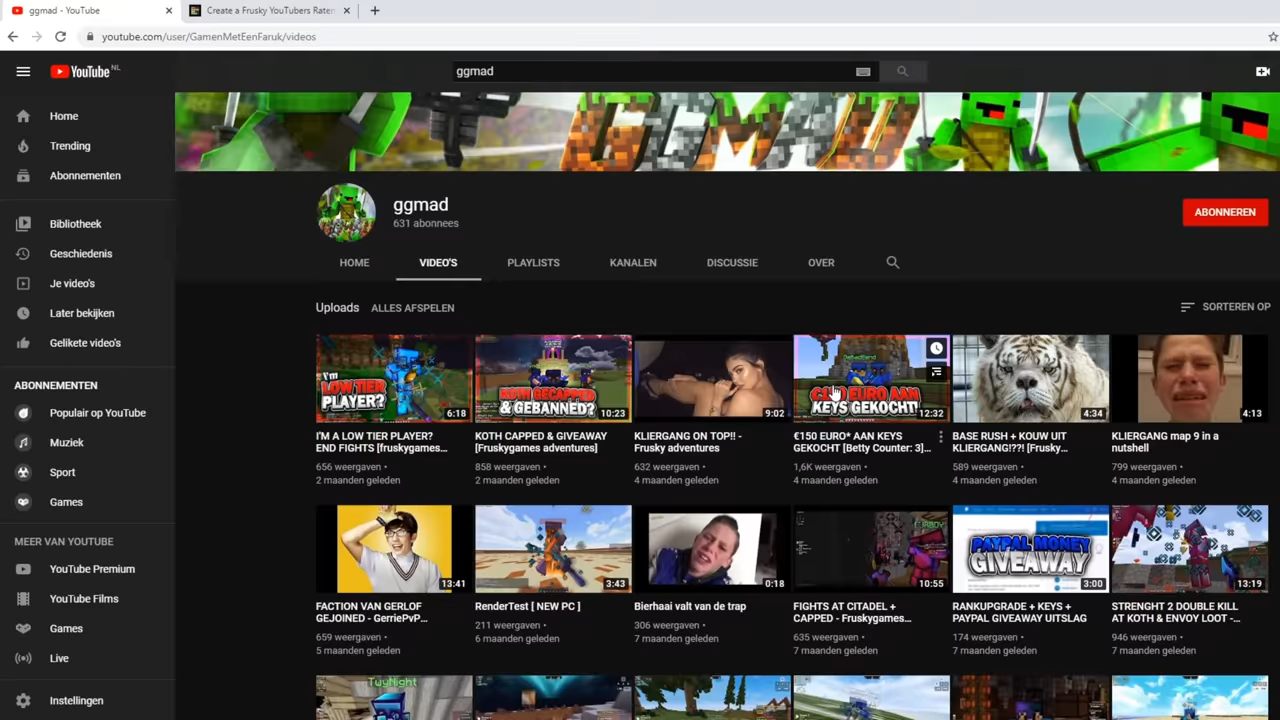 ggmad - YouTube
Create a Frusky YouTubers Raten
youtube.com/user/GamenMetEenFaruk/videos
YouTube NL
ggmad
Home
Trending
Abonnementen
Bibliotheek
Geschiedenis
Je video's
Later bekijken
Gelikete video's
ABONNEMENTEN
Populair op YouTube
Muziek
Sport
Games
MEER VAN YOUTUBE
YouTube Premium
YouTube Films
Games
Live
Instellingen
GGMAD
ggmad
631 abonnees
ABONNEREN
HOME VIDEO'S PLAYLISTS KANALEN DISCUSSIE OVER
Uploads ALLES AFSPELEN
SORTEREN OP
I'm
LOW TIER
PLAYER?
6:18
KOTH GECAPPED
& GEBANNED?
10:23
9:02
€150 EURO AAN
KEYS GEKOCHT!
12:32
4:34
4:13
I'M A LOW TIER PLAYER?
END FIGHTS [fruskygames...
656 weergaven •
2 maanden geleden
KOTH CAPPED & GIVEAWAY
[Fruskygames adventures]
858 weergaven •
2 maanden geleden
KLIERGANG ON TOP!! -
Frusky adventures
632 weergaven •
4 maanden geleden
€150 EURO* AAN KEYS
GEKOCHT [Betty Counter: 3]...
1,6K weergaven •
4 maanden geleden
BASE RUSH + KOUW UIT
KLIERGANG!??! [Frusky...
589 weergaven •
4 maanden geleden
KLIERGANG map 9 in a
nutshell
799 weergaven •
4 maanden geleden
13:41
3:43
0:18
10:55
PAYPAL MONEY
GIVEAWAY
3:00
13:19
FACTION VAN GERLOF
GEJOINED - GerriePvP...
659 weergaven •
5 maanden geleden
RenderTest [ NEW PC ]
211 weergaven •
6 maanden geleden
Bierhaai valt van de trap
306 weergaven •
7 maanden geleden
FIGHTS AT CITADEL +
CAPPED - Fruskygames...
635 weergaven •
7 maanden geleden
RANKUPGRADE + KEYS +
PAYPAL GIVEAWAY UITSLAG
174 weergaven •
7 maanden geleden
STRENGHT 2 DOUBLE KILL
AT KOTH & ENVOY LOOT -...
946 weergaven •
7 maanden geleden
TwyNight